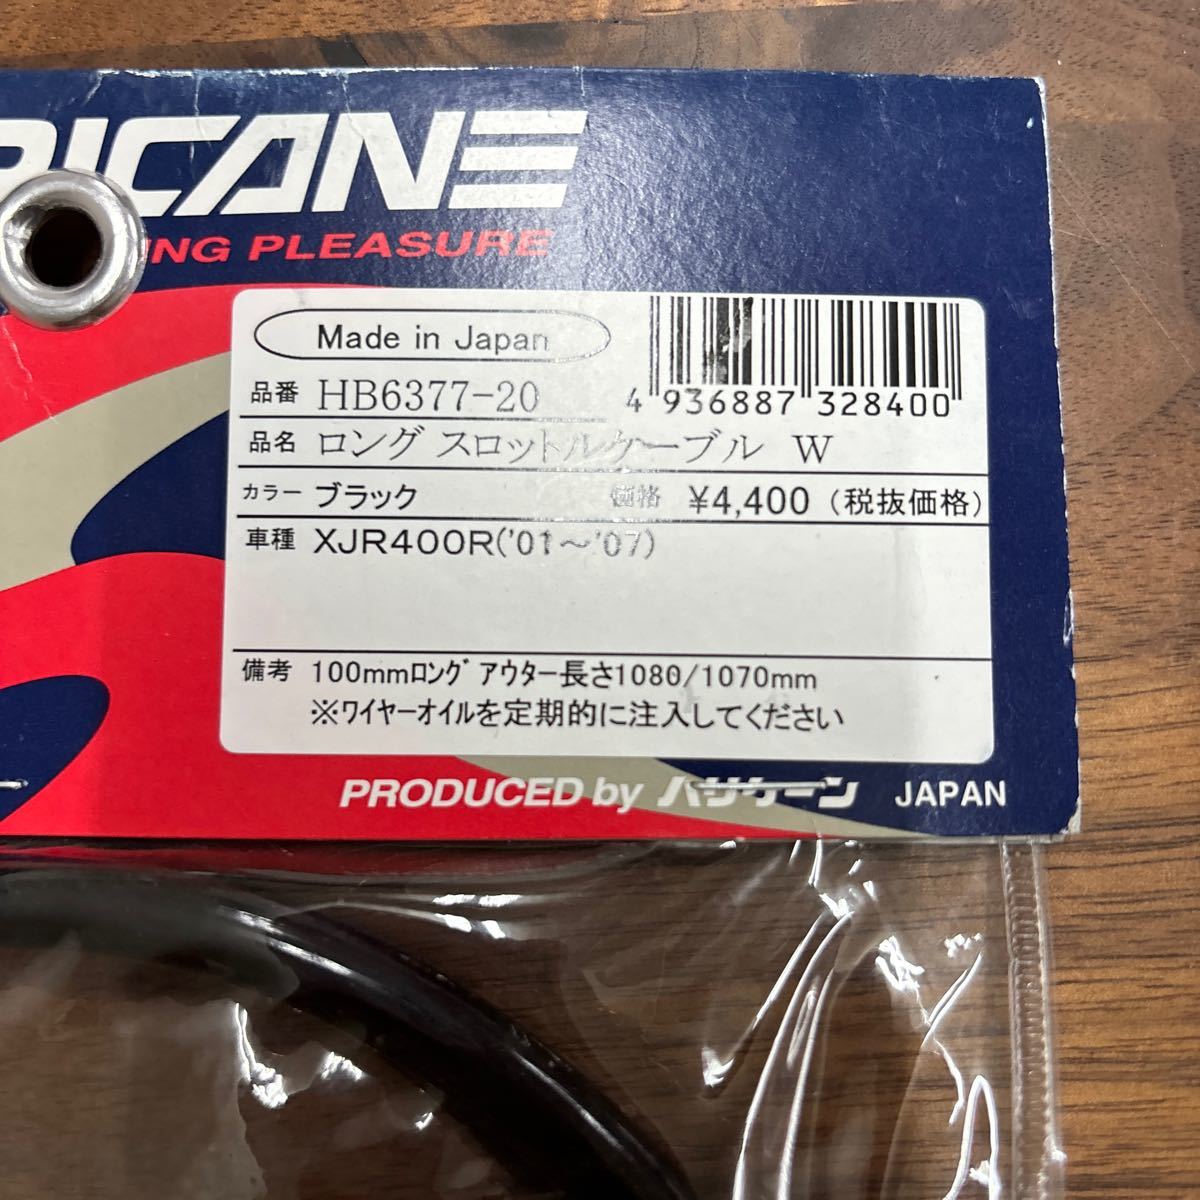 RICANE
ING PLEASURE
Made in Japan
品番 HB6377-20
4 936887 328400
品名 ロング スロットルケーブル W
カラー ブラック 価格 ¥4,400 (税抜価格)
車種 XJR400R('01～'07)
備考 100mmロング アウター長さ1080/1070mm
※ワイヤーオイルを定期的に注入してください
PRODUCED by ハリケーン JAPAN